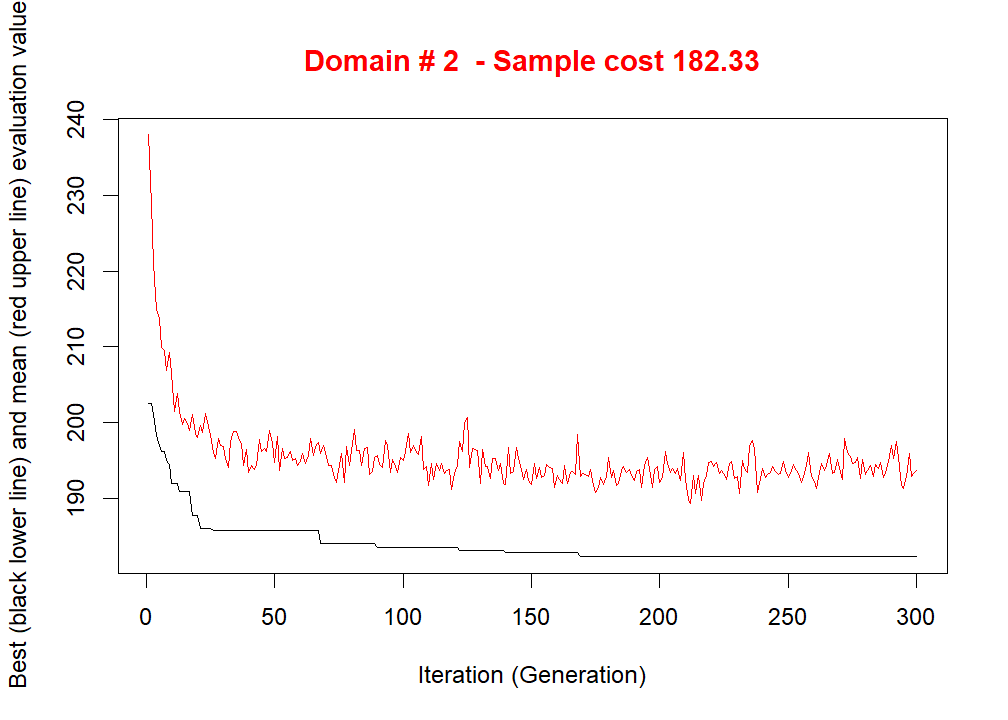 Domain # 2  - Sample cost 182.33
Best (black lower line) and mean (red upper line) evaluation value
240
230
220
210
200
190
0 50 100 150 200 250 300
Iteration (Generation)